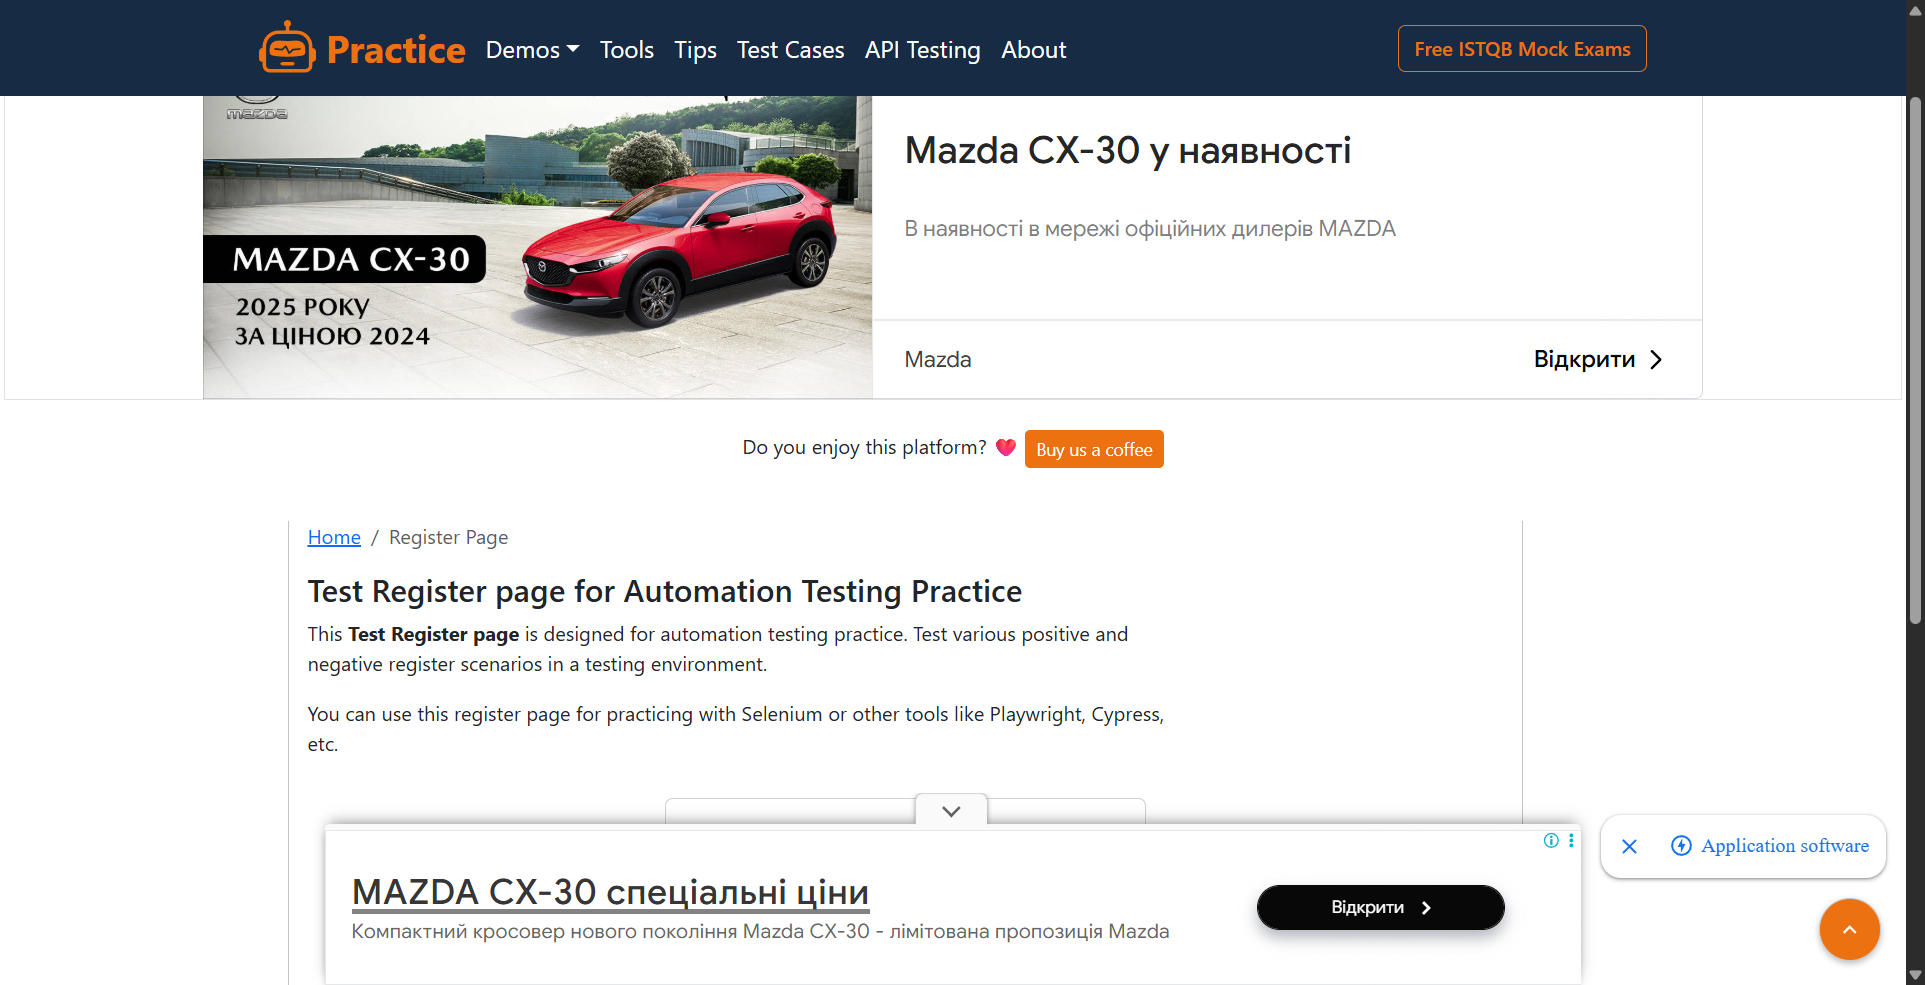 Practice
Demos
Tools
Tips
Test Cases
API Testing
About
Free ISTQB Mock Exams
mazda
MAZDA CX-30
2025 РОКУ
ЗА ЦІНОЮ 2024
Mazda CX-30 у наявності
В наявності в мережі офіційних дилерів MAZDA
Mazda
Відкрити
Do you enjoy this platform?
Buy us a coffee
Home / Register Page
Test Register page for Automation Testing Practice
This Test Register page is designed for automation testing practice. Test various positive and
negative register scenarios in a testing environment.
You can use this register page for practicing with Selenium or other tools like Playwright, Cypress,
etc.
MAZDA CX-30 спеціальні ціни
Компактний кросовер нового покоління Mazda CX-30 - лімітована пропозиція Mazda
Відкрити
Application software